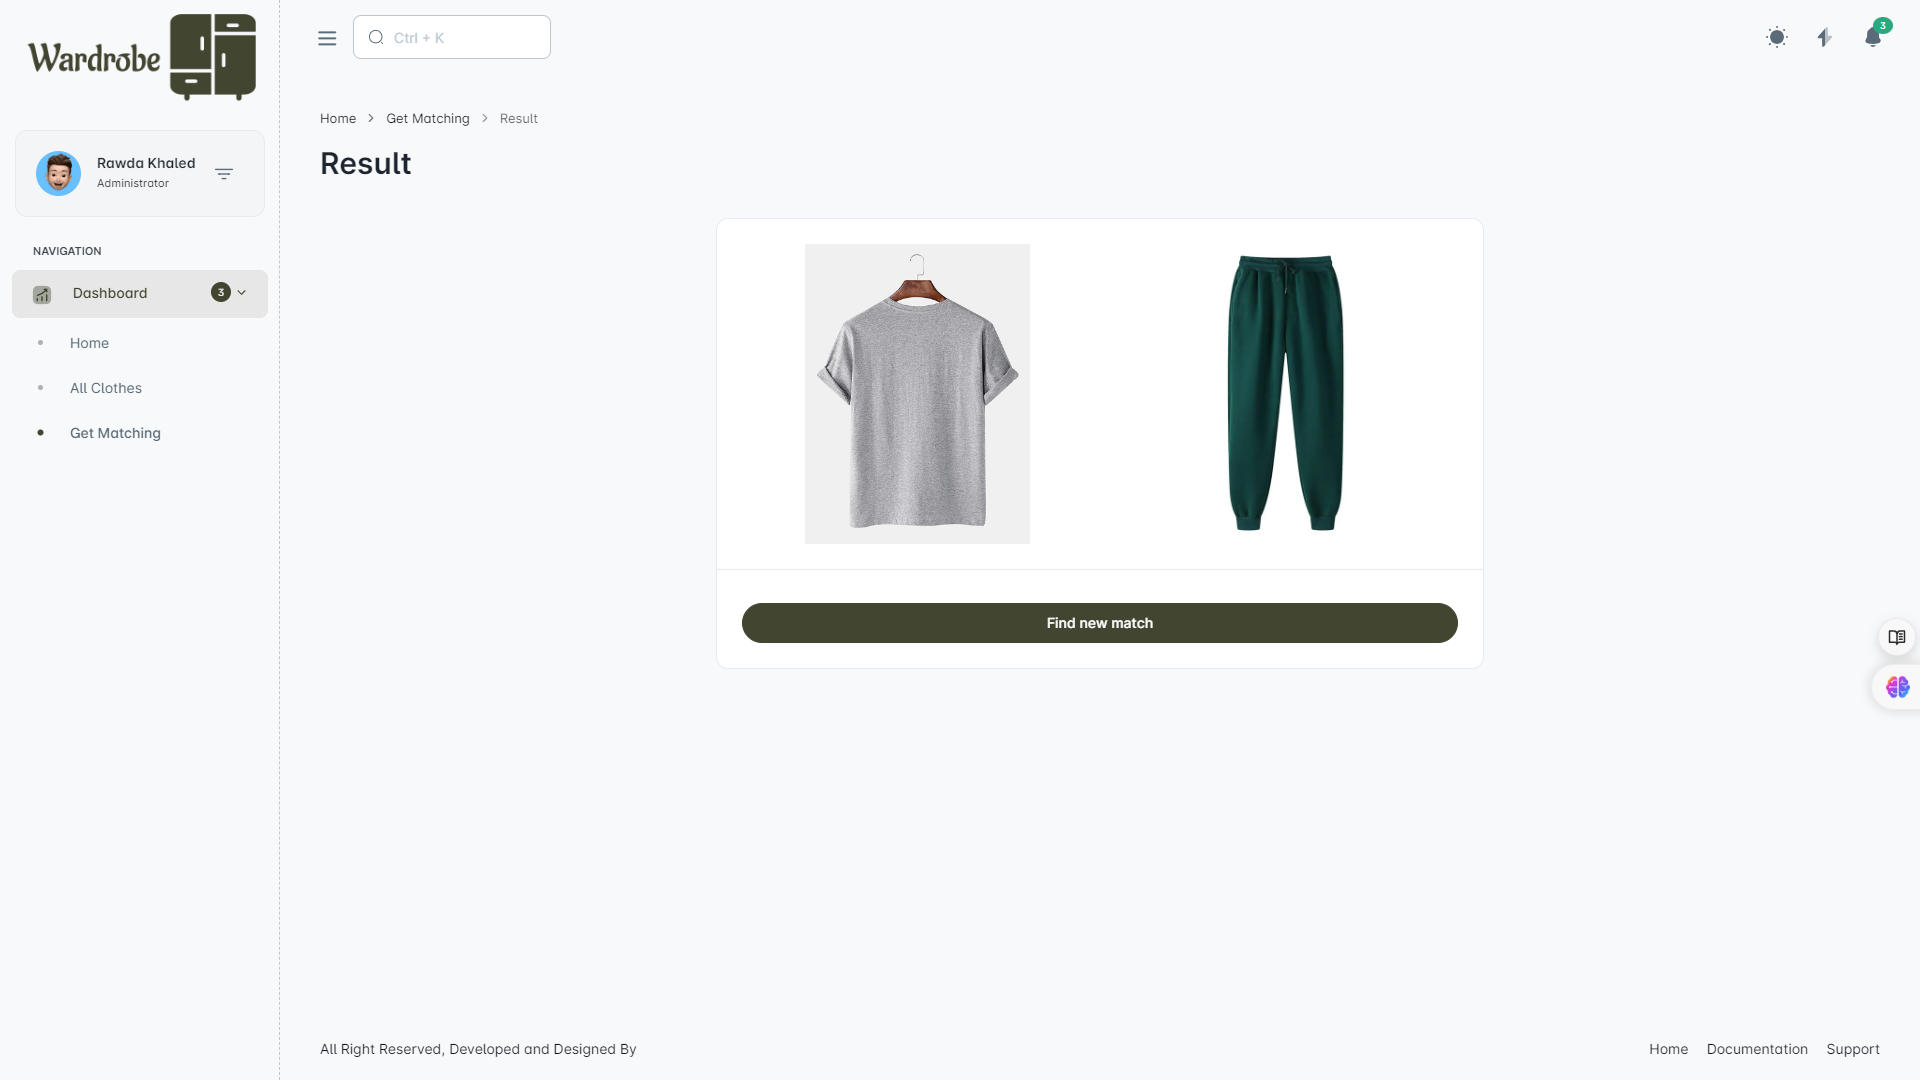 Wardrobe
Ctrl + K
3
Home > Get Matching > Result
Result
Rawda Khaled
Administrator
NAVIGATION
Dashboard 3
Home
All Clothes
Get Matching
Find new match
All Right Reserved, Developed and Designed By
Home Documentation Support